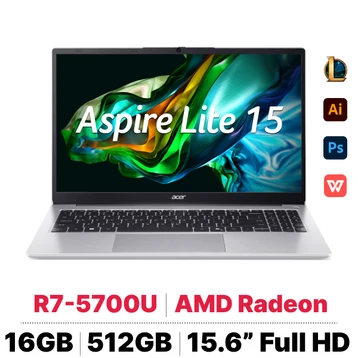 L
Aspire Lite 15
Ai
Ps
W
acer
R7-5700U | AMD Radeon
16GB | 512GB | 15.6” Full HD